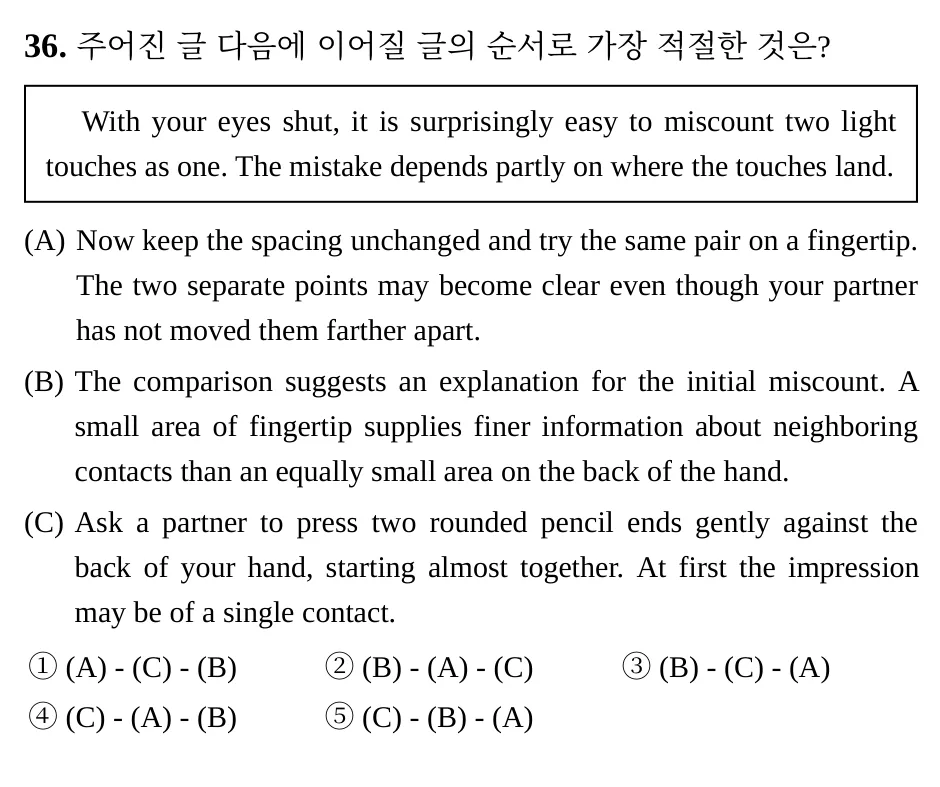 36. 주어진 글 다음에 이어질 글의 순서로 가장 적절한 것은?
With your eyes shut, it is surprisingly easy to miscount two light
touches as one. The mistake depends partly on where the touches land.
(A) Now keep the spacing unchanged and try the same pair on a fingertip.
The two separate points may become clear even though your partner
has not moved them farther apart.
(B) The comparison suggests an explanation for the initial miscount. A
small area of fingertip supplies finer information about neighboring
contacts than an equally small area on the back of the hand.
(C) Ask a partner to press two rounded pencil ends gently against the
back of your hand, starting almost together. At first the impression
may be of a single contact.
① (A) - (C) - (B) ② (B) - (A) - (C) ③ (B) - (C) - (A)
④ (C) - (A) - (B) ⑤ (C) - (B) - (A)